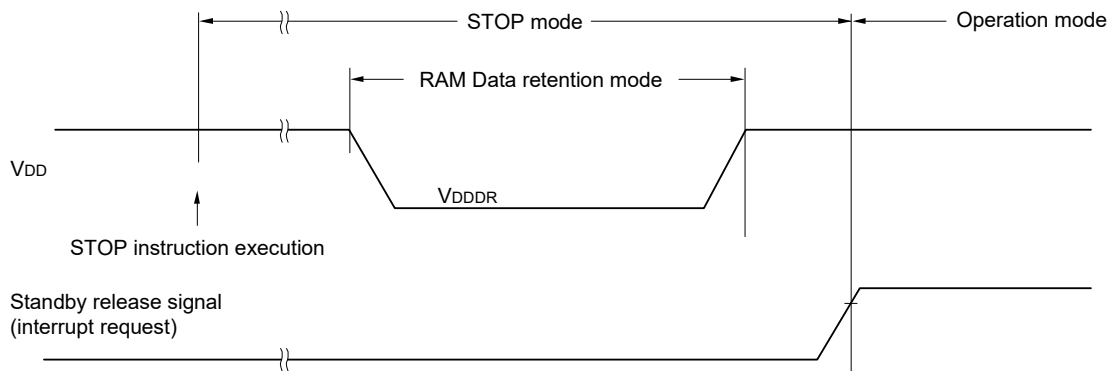 STOP mode
Operation mode
RAM Data retention mode
VDD
VDDDR
STOP instruction execution
Standby release signal
(interrupt request)